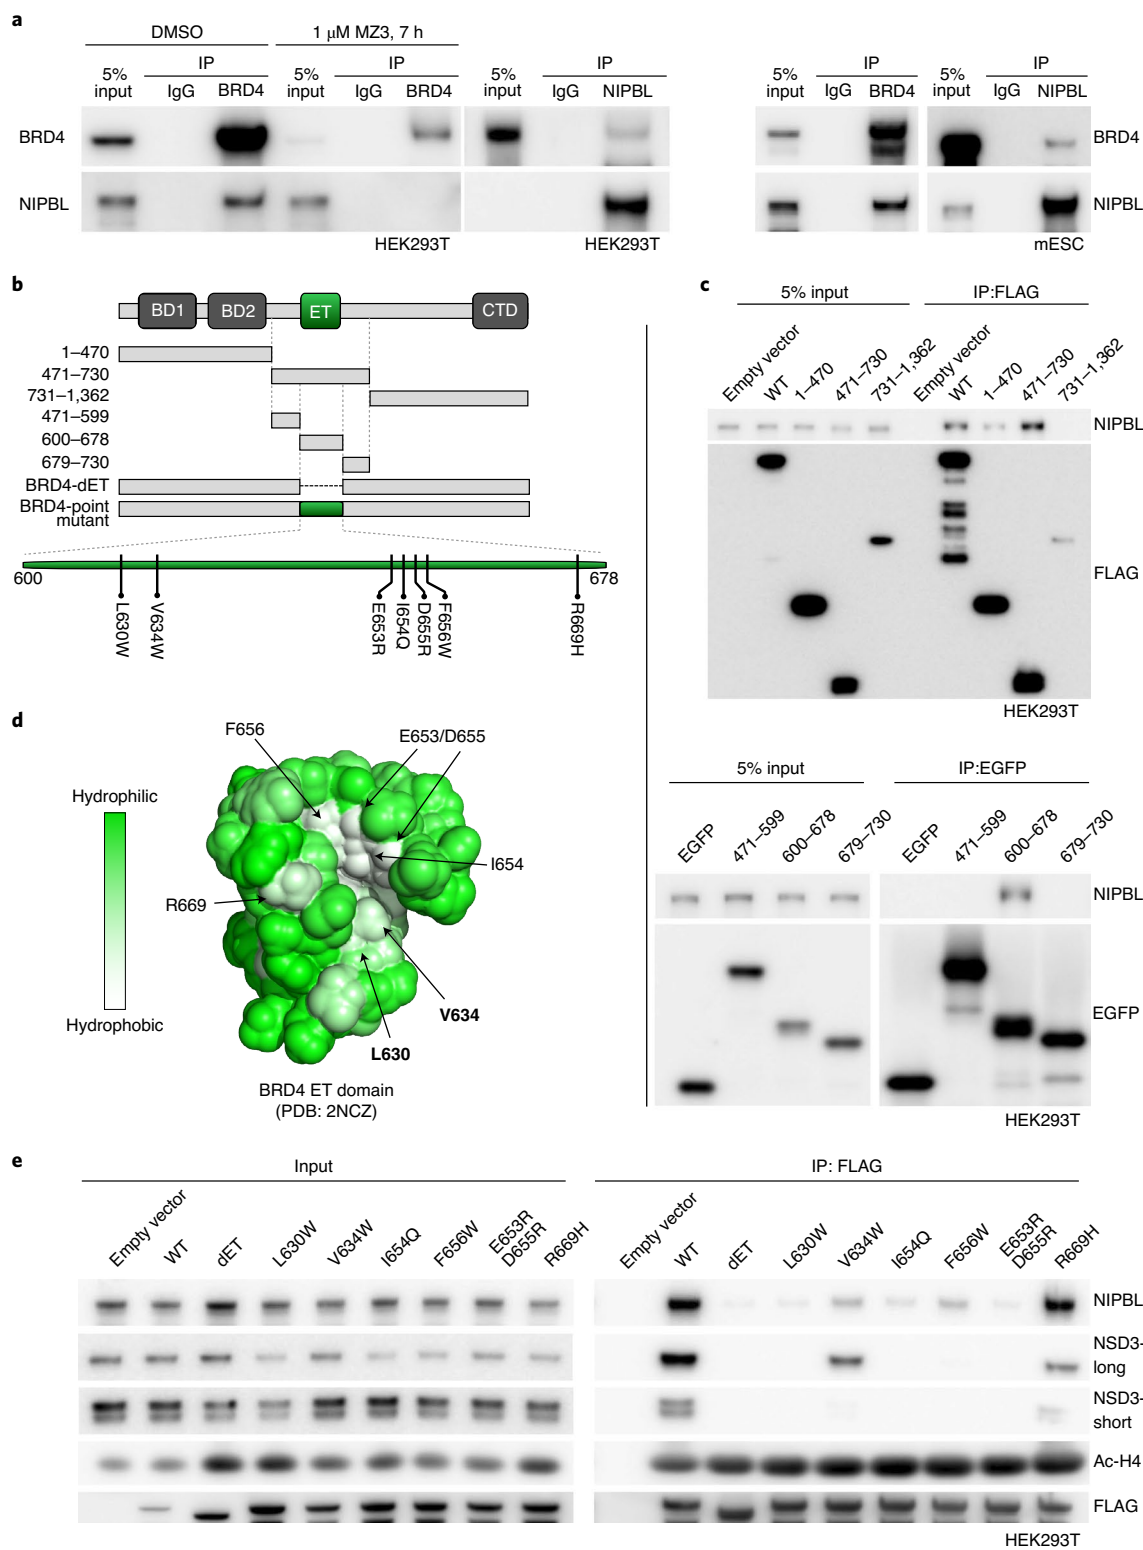 a
DMSO
1 μM MZ3, 7 h
5% input
IP
IgG
BRD4
5% input
IP
IgG
BRD4
5% input
IP
IgG
NIPBL
5% input
IP
IgG
BRD4
5% input
IP
IgG
NIPBL
BRD4
BRD4
NIPBL
NIPBL
HEK293T
HEK293T
mESC
b
BD1
BD2
ET
CTD
1–470
471–730
731–1,362
471–599
600–678
679–730
BRD4-dET
BRD4-point
mutant
600
678
L630W
V634W
E653R
I654Q
D655R
F656W
R669H
c
5% input
IP:FLAG
Empty vector
WT
1–470
471–730
731–1,362
Empty vector
WT
1–470
471–730
731–1,362
NIPBL
FLAG
HEK293T
5% input
IP:EGFP
EGFP
471–599
600–678
679–730
EGFP
471–599
600–678
679–730
NIPBL
EGFP
HEK293T
d
Hydrophilic
Hydrophobic
F656
E653/D655
I654
R669
V634
L630
BRD4 ET domain
(PDB: 2NCZ)
e
Input
IP: FLAG
Empty vector
WT
dET
L630W
V634W
I654Q
F656W
E653R
D655R
R669H
Empty vector
WT
dET
L630W
V634W
I654Q
F656W
E653R
D655R
R669H
NIPBL
NSD3-
long
NSD3-
short
Ac-H4
FLAG
HEK293T